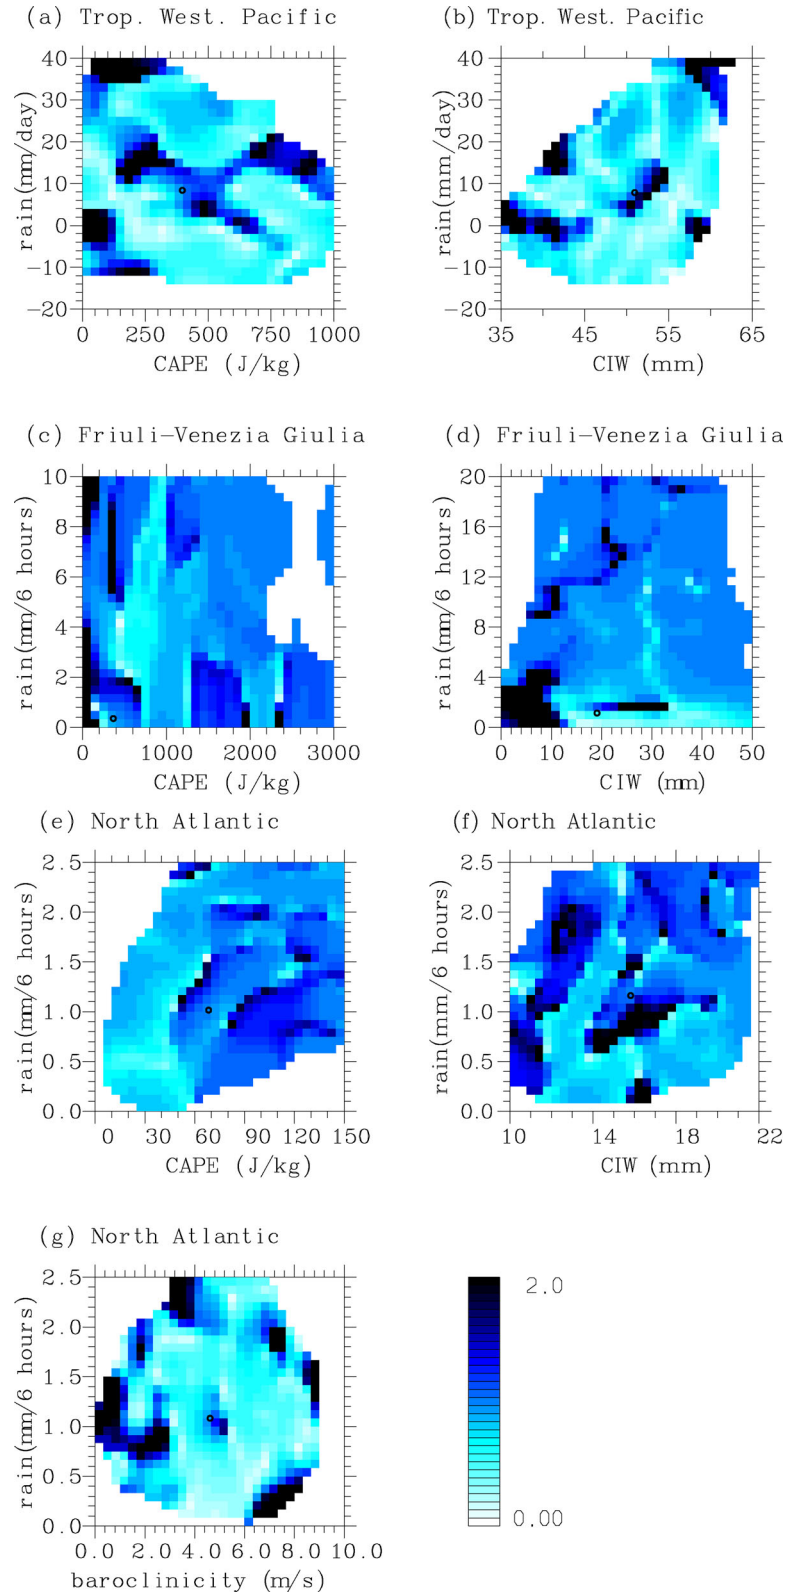 (a) Trop. West. Pacific
(b) Trop. West. Pacific
rain(mm/day)
40
30
20
10
0
−10
−20
0 250 500 750 1000
CAPE (J/kg)
rain(mm/day)
40
30
20
10
0
−10
−20
35 45 55 65
CIW (mm)
(c) Friuli−Venezia Giulia
(d) Friuli−Venezia Giulia
rain(mm/6 hours)
10
8
6
4
2
0
0 1000 2000 3000
CAPE (J/kg)
rain(mm/6 hours)
20
16
12
8
4
0
0 10 20 30 40 50
CIW (mm)
(e) North Atlantic
(f) North Atlantic
rain(mm/6 hours)
2.5
2.0
1.5
1.0
0.5
0.0
0 30 60 90 120 150
CAPE (J/kg)
rain(mm/6 hours)
2.5
2.0
1.5
1.0
0.5
0.0
10 14 18 22
CIW (mm)
(g) North Atlantic
rain(mm/6 hours)
2.5
2.0
1.5
1.0
0.5
0.0
0.0 2.0 4.0 6.0 8.0 10.0
baroclinicity (m/s)
2.0
0.00